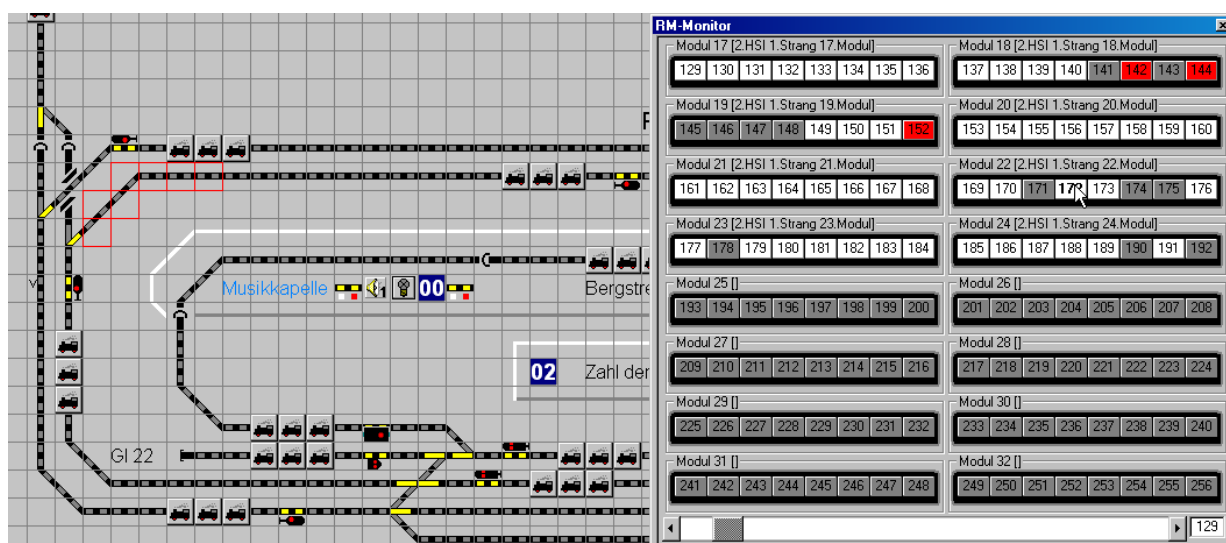 RM-Monitor
Modul 17 [2.HSI 1.Strang 17.Modul]
129 130 131 132 133 134 135 136
Modul 18 [2.HSI 1.Strang 18.Modul]
137 138 139 140 141 142 143 144
Modul 19 [2.HSI 1.Strang 19.Modul]
145 146 147 148 149 150 151 152
Modul 20 [2.HSI 1.Strang 20.Modul]
153 154 155 156 157 158 159 160
Modul 21 [2.HSI 1.Strang 21.Modul]
161 162 163 164 165 166 167 168
Modul 22 [2.HSI 1.Strang 22.Modul]
169 170 171 172 173 174 175 176
Modul 23 [2.HSI 1.Strang 23.Modul]
177 178 179 180 181 182 183 184
Modul 24 [2.HSI 1.Strang 24.Modul]
185 186 187 188 189 190 191 192
Modul 25 []
193 194 195 196 197 198 199 200
Modul 26 []
201 202 203 204 205 206 207 208
Modul 27 []
209 210 211 212 213 214 215 216
Modul 28 []
217 218 219 220 221 222 223 224
Modul 29 []
225 226 227 228 229 230 231 232
Modul 30 []
233 234 235 236 237 238 239 240
Modul 31 []
241 242 243 244 245 246 247 248
Modul 32 []
249 250 251 252 253 254 255 256
129
Musikkapelle 1 00
Bergstre
02 Zahl der
Gl 22